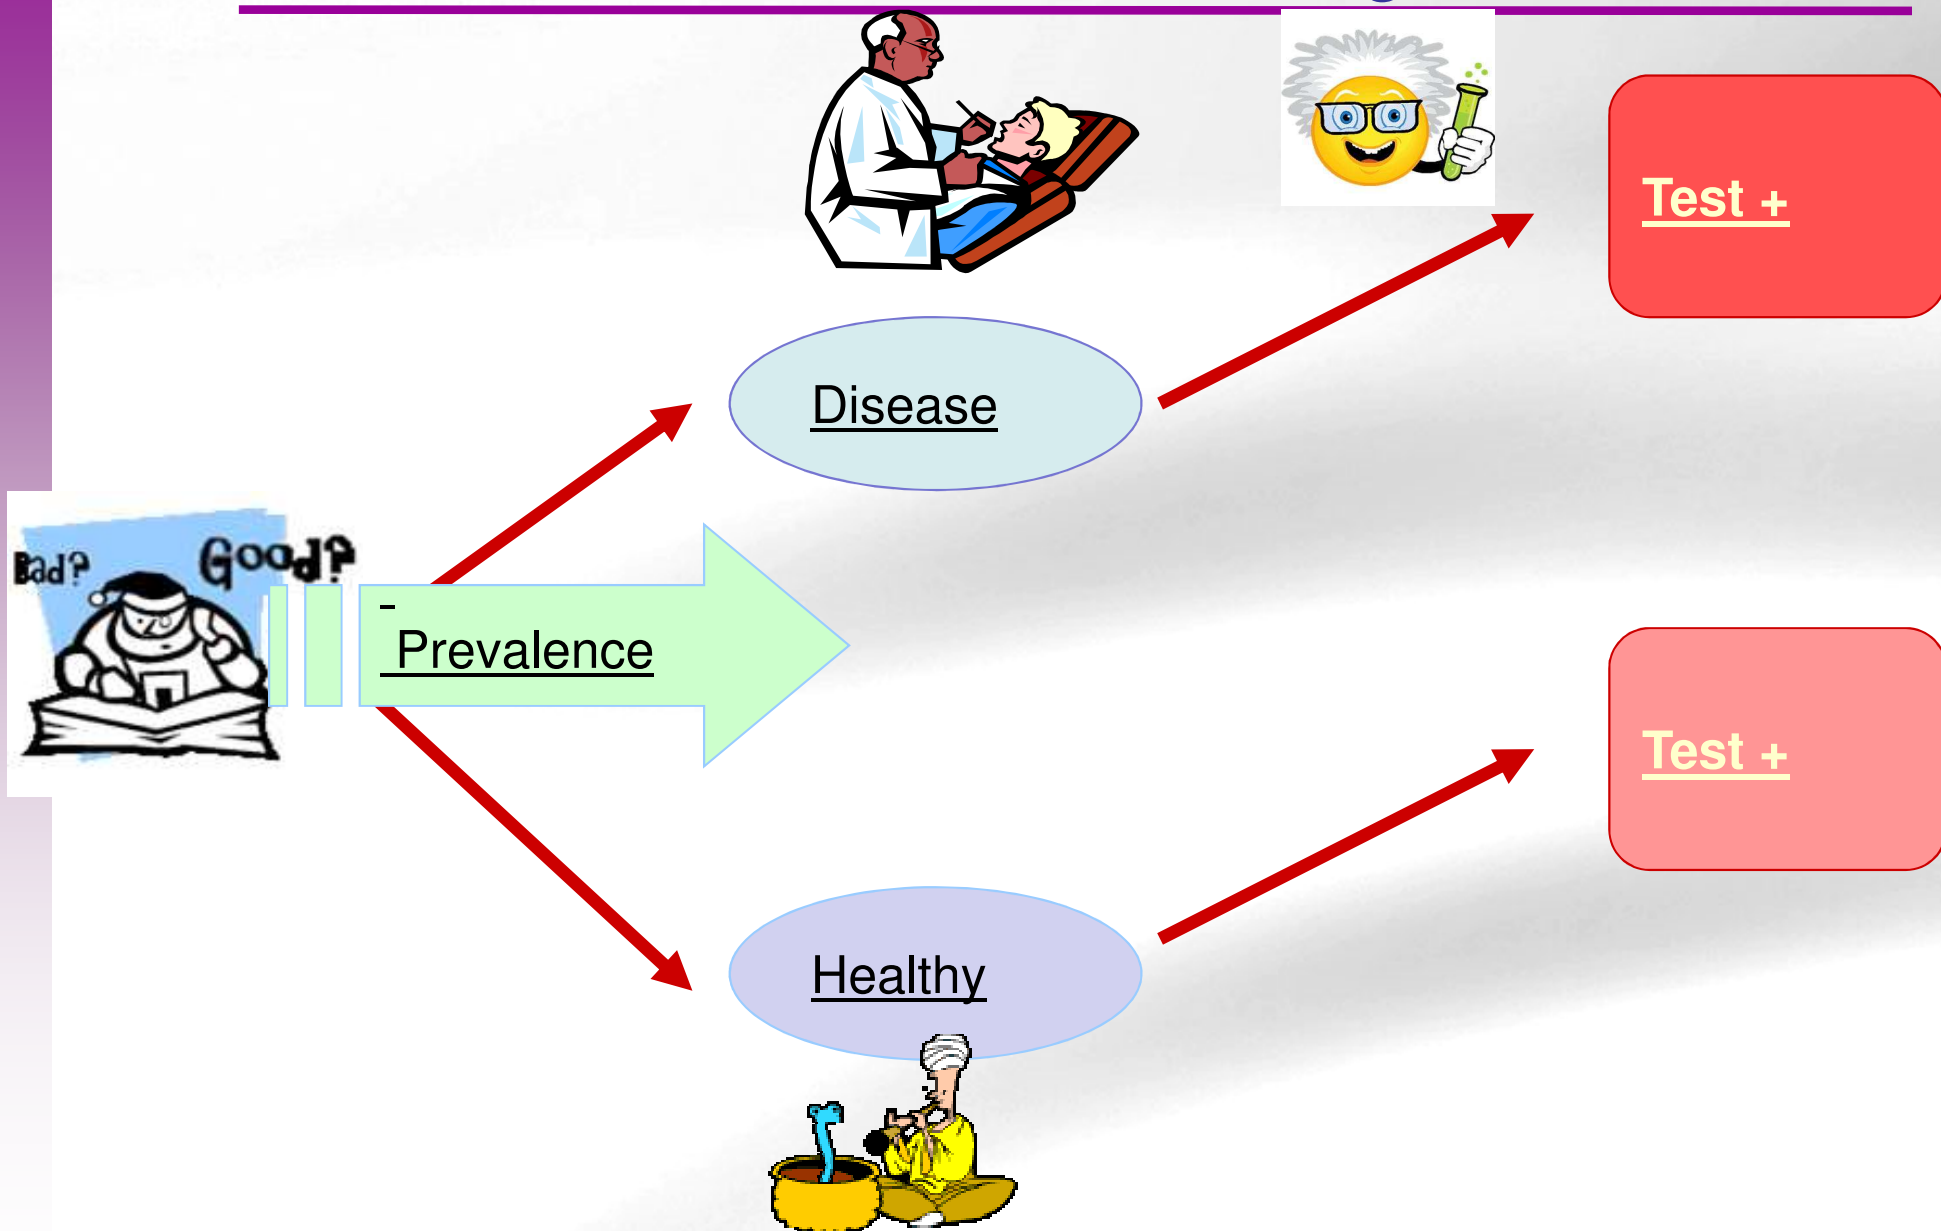 Test +
Disease
Bad? Good?
-
Prevalence
Test +
Healthy